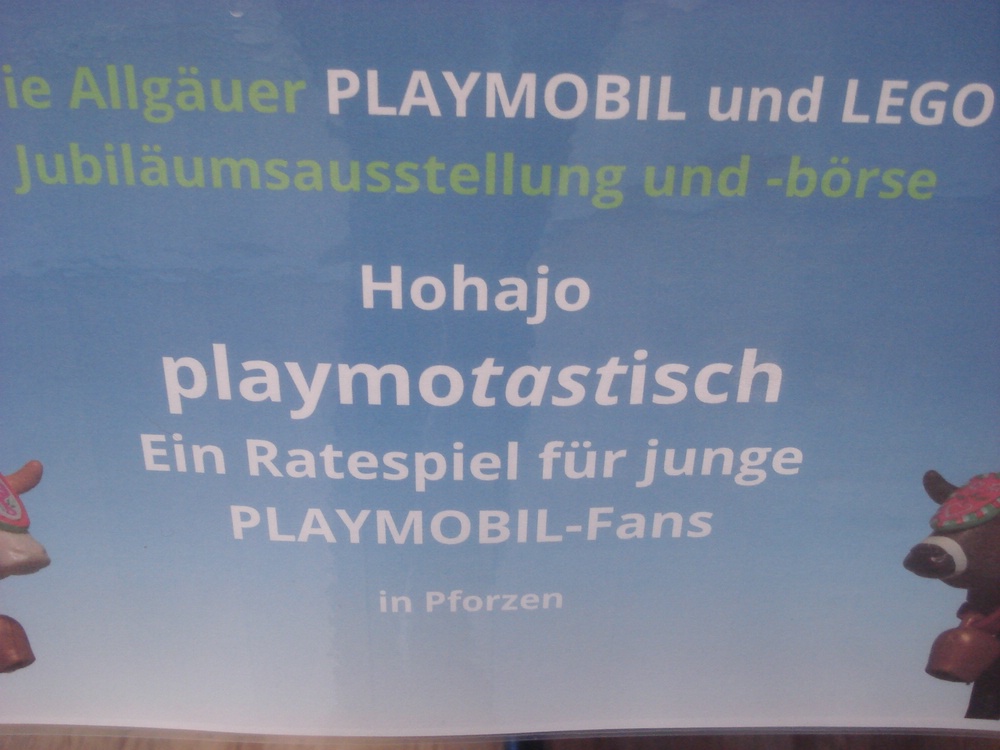 ie Allgäuer PLAYMOBIL und LEGO
Jubiläumsausstellung und -börse
Hohajo
playmotastisch
Ein Ratespiel für junge
PLAYMOBIL-Fans
in Pforzen